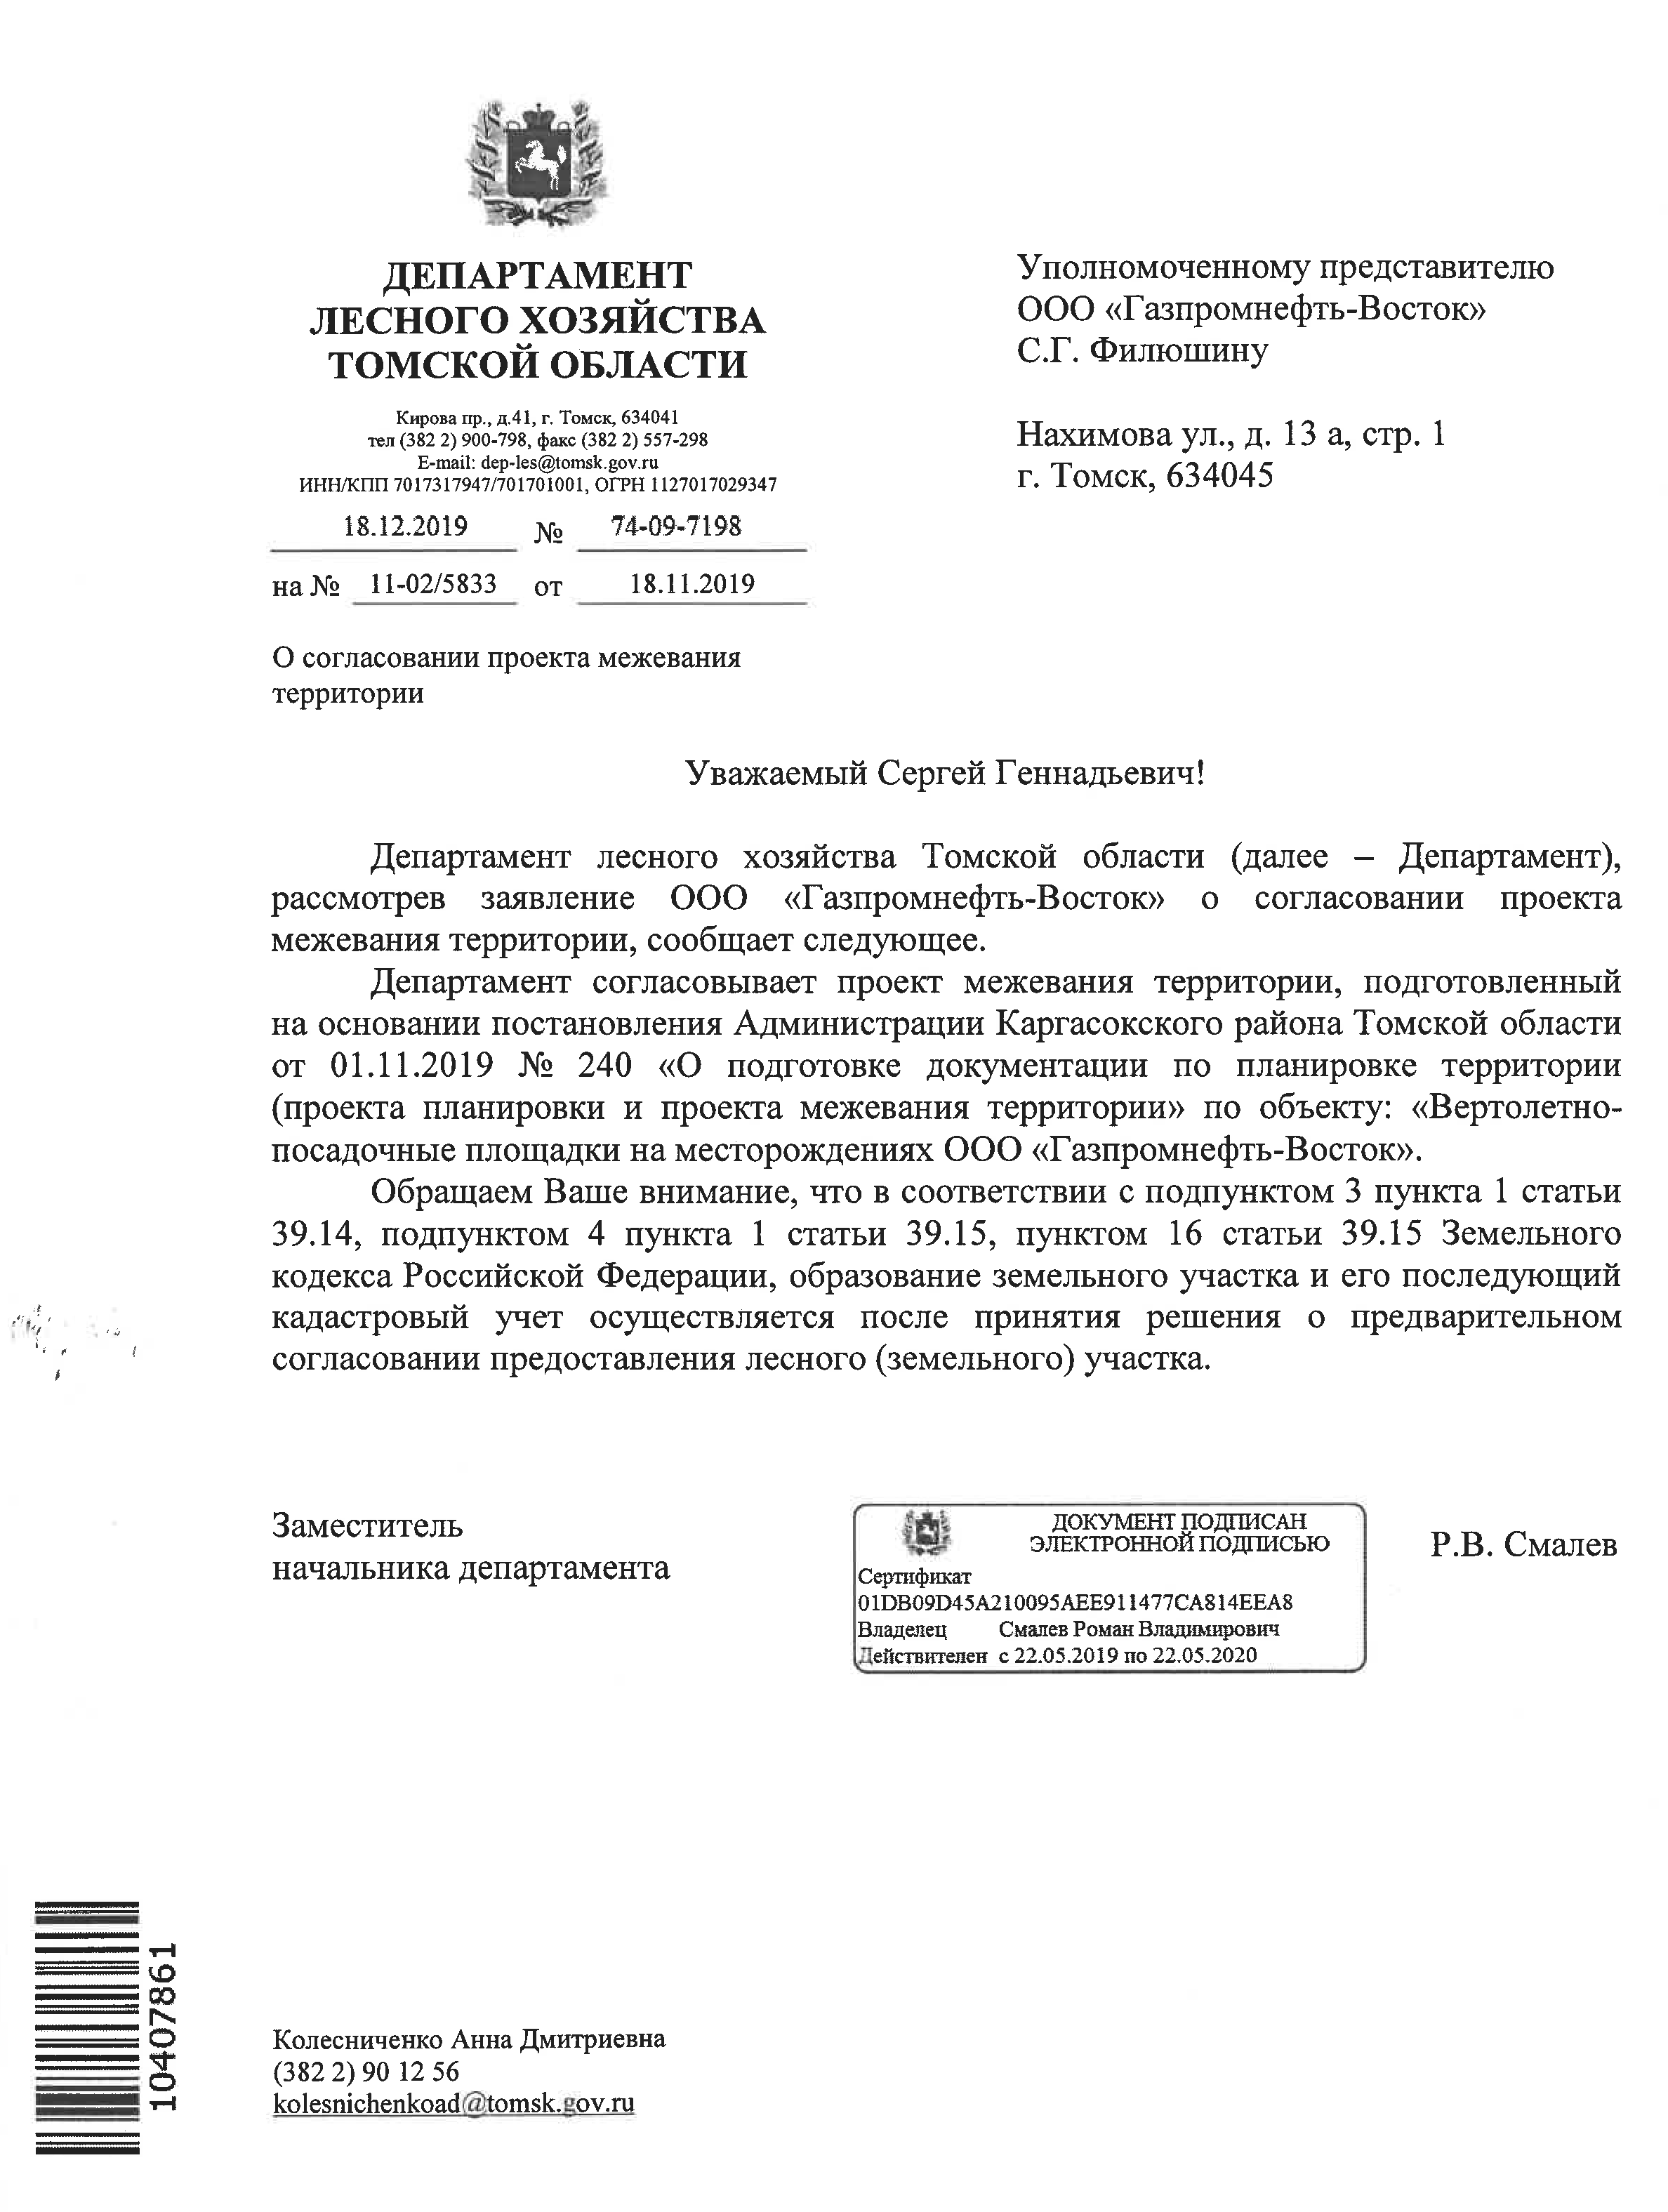 ДЕПАРТАМЕНТ
ЛЕСНОГО ХОЗЯЙСТВА
ТОМСКОЙ ОБЛАСТИ
Кирова пр., д.41, г. Томск, 634041
тел (382 2) 900-798, факс (382 2) 557-298
E-mail: dep-les@tomsk.gov.ru
ИНН/КПП 7017317947/701701001, ОГРН 1127017029347
18.12.2019 № 74-09-7198
на № 11-02/5833 от 18.11.2019
Уполномоченному представителю
ООО «Газпромнефть-Восток»
С.Г. Филюшину
Нахимова ул., д. 13 а, стр. 1
г. Томск, 634045
О согласовании проекта межевания
территории
Уважаемый Сергей Геннадьевич!
Департамент лесного хозяйства Томской области (далее – Департамент),
рассмотрев заявление ООО «Газпромнефть-Восток» о согласовании проекта
межевания территории, сообщает следующее.
Департамент согласовывает проект межевания территории, подготовленный
на основании постановления Администрации Каргасокского района Томской области
от 01.11.2019 № 240 «О подготовке документации по планировке территории
(проекта планировки и проекта межевания территории» по объекту: «Вертолетно-
посадочные площадки на месторождениях ООО «Газпромнефть-Восток».
Обращаем Ваше внимание, что в соответствии с подпунктом 3 пункта 1 статьи
39.14, подпунктом 4 пункта 1 статьи 39.15, пунктом 16 статьи 39.15 Земельного
кодекса Российской Федерации, образование земельного участка и его последующий
кадастровый учет осуществляется после принятия решения о предварительном
согласовании предоставления лесного (земельного) участка.
Заместитель
начальника департамента
ДОКУМЕНТ ПОДПИСАН
ЭЛЕКТРОННОЙ ПОДПИСЬЮ
Сертификат
01DB09D45A210095AEE911477CA814EEA8
Владелец Смалев Роман Владимирович
Действителен с 22.05.2019 по 22.05.2020
Р.В. Смалев
10407861
Колесниченко Анна Дмитриевна
(382 2) 90 12 56
kolesnichenkoad@tomsk.gov.ru